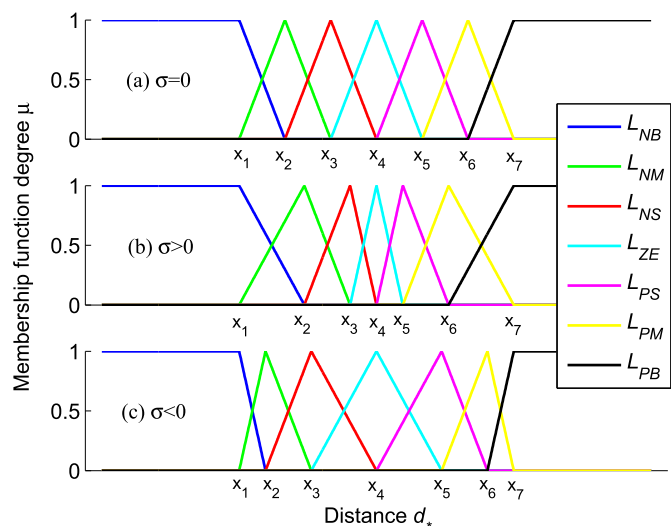 Membership function degree μ
1
0.5
0
(a) σ=0
x1 x2 x3 x4 x5 x6 x7
1
0.5
0
(b) σ>0
x1 x2 x3 x4 x5 x6 x7
1
0.5
0
(c) σ<0
x1 x2 x3 x4 x5 x6 x7
Distance d*
LNB
LNM
LNS
LZE
LPS
LPM
LPB